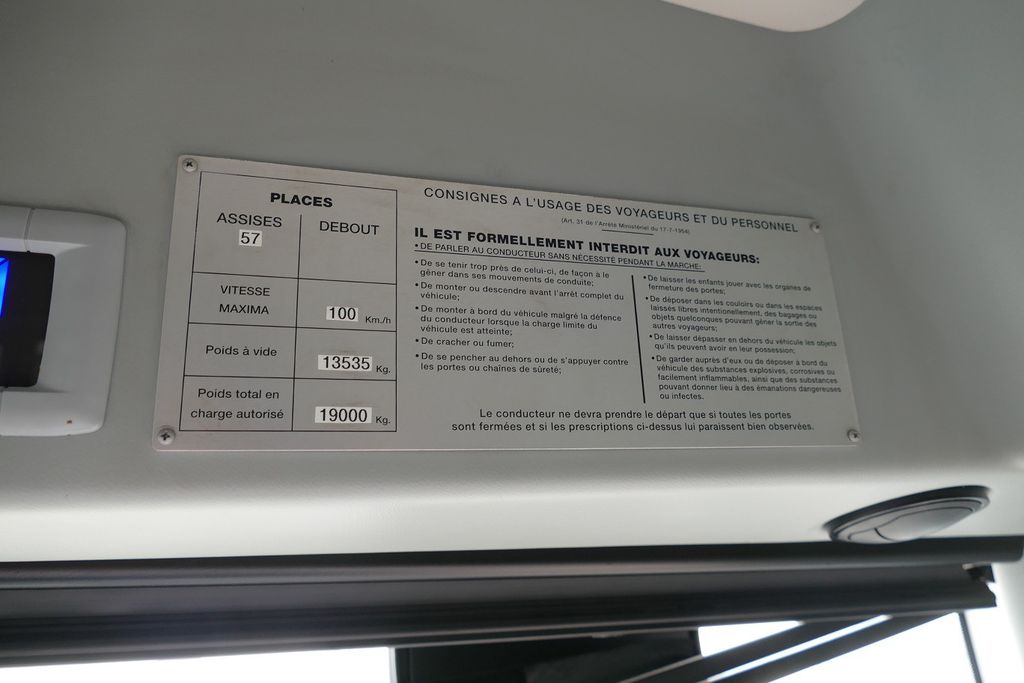 PLACES
ASSISES
DEBOUT
57
VITESSE
MAXIMA
100 Km./h
Poids à vide
13535 Kg.
Poids total en
charge autorisé
19000 Kg.
CONSIGNES A L'USAGE DES VOYAGEURS ET DU PERSONNEL
(Art. 31 de l'Arrêté Ministériel du 17-7-1954)
IL EST FORMELLEMENT INTERDIT AUX VOYAGEURS:
• DE PARLER AU CONDUCTEUR SANS NÉCESSITÉ PENDANT LA MARCHE:
• De se tenir trop près de celui-ci, de façon à le
gêner dans ses mouvements de conduite;
• De monter ou descendre avant l'arrêt complet du
véhicule;
• De monter à bord du véhicule malgré la défence
du conducteur lorsque la charge limite du
véhicule est atteinte;
• De cracher ou fumer;
• De se pencher au dehors ou de s'appuyer contre
les portes ou chaînes de sûreté;
• De laisser les enfants jouer avec les organes de
fermeture des portes;
• De déposer dans les couloirs ou dans les espaces
laissés libres intentionellement, des bagages ou
objets quelconques pouvant gêner la sortie des
autres voyageurs;
• De laisser dépasser en dehors du véhicule les objets
qu'ils peuvent avoir en leur possession;
• De garder auprès d'eux ou de déposer à bord du
véhicule des substances explosives, corrosives ou
facilement inflammables, ainsi que des substances
pouvant donner lieu à des émanations dangereuses
ou infectes.
Le conducteur ne devra prendre le départ que si toutes les portes
sont fermées et si les prescriptions ci-dessus lui paraissent bien observées.